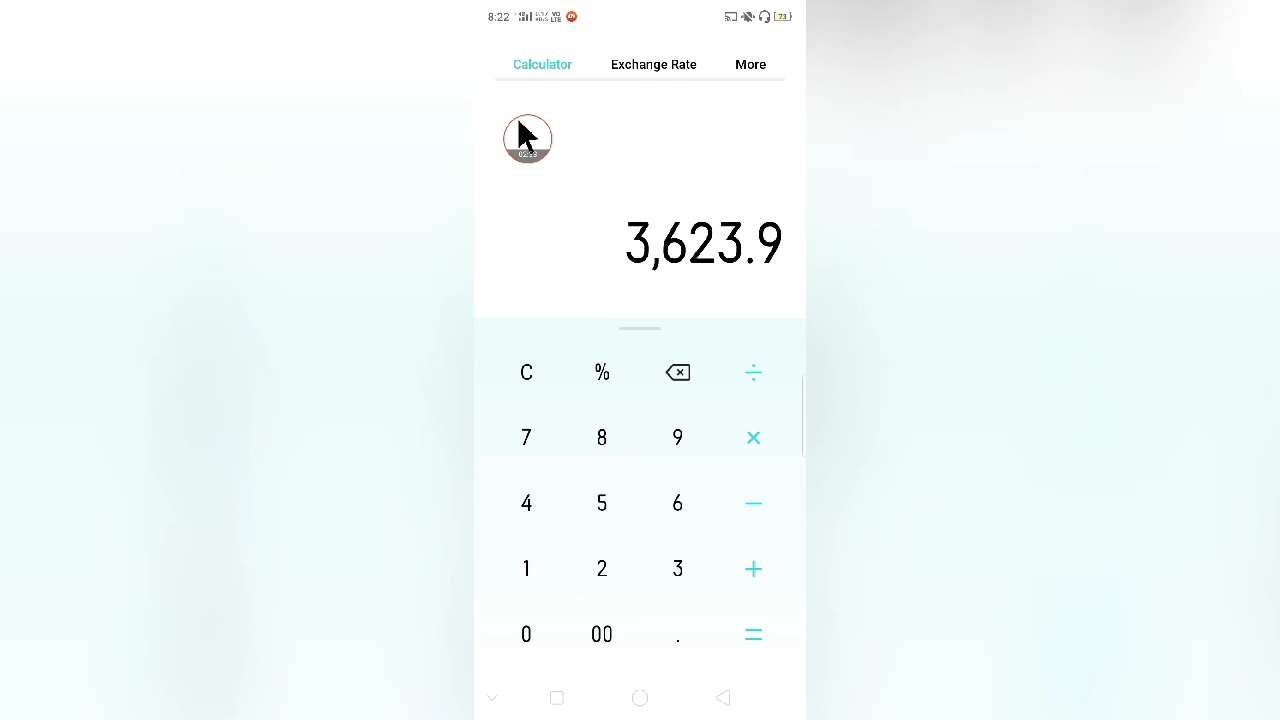 8:22
73
Calculator Exchange Rate More
3,623.9
C % ÷
7 8 9 ×
4 5 6 −
1 2 3 +
0 00 . =